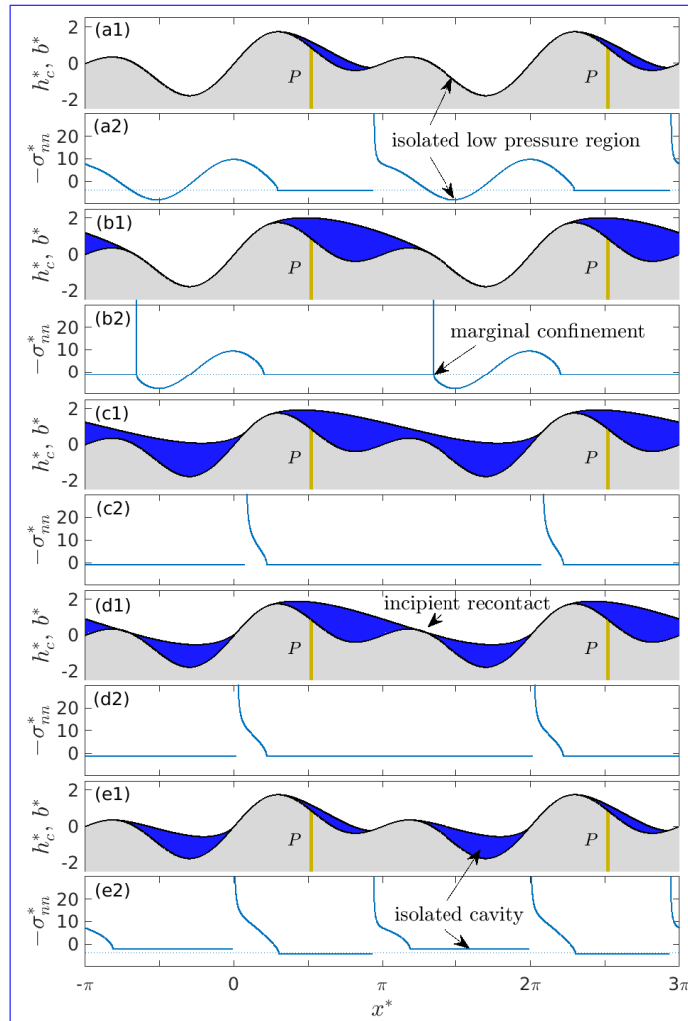 (a1)
2
0
-2
h*c, b*
P
P
(a2)
20
10
0
−σ*nn
isolated low pressure region
(b1)
2
0
-2
h*c, b*
P
P
(b2)
20
10
0
−σ*nn
marginal confinement
(c1)
2
0
-2
h*c, b*
P
P
(c2)
20
10
0
−σ*nn
(d1)
2
0
-2
h*c, b*
incipient recontact
P
P
(d2)
20
10
0
−σ*nn
(e1)
2
0
-2
h*c, b*
P
P
(e2)
20
10
0
−σ*nn
isolated cavity
-π 0 π 2π 3π
x*